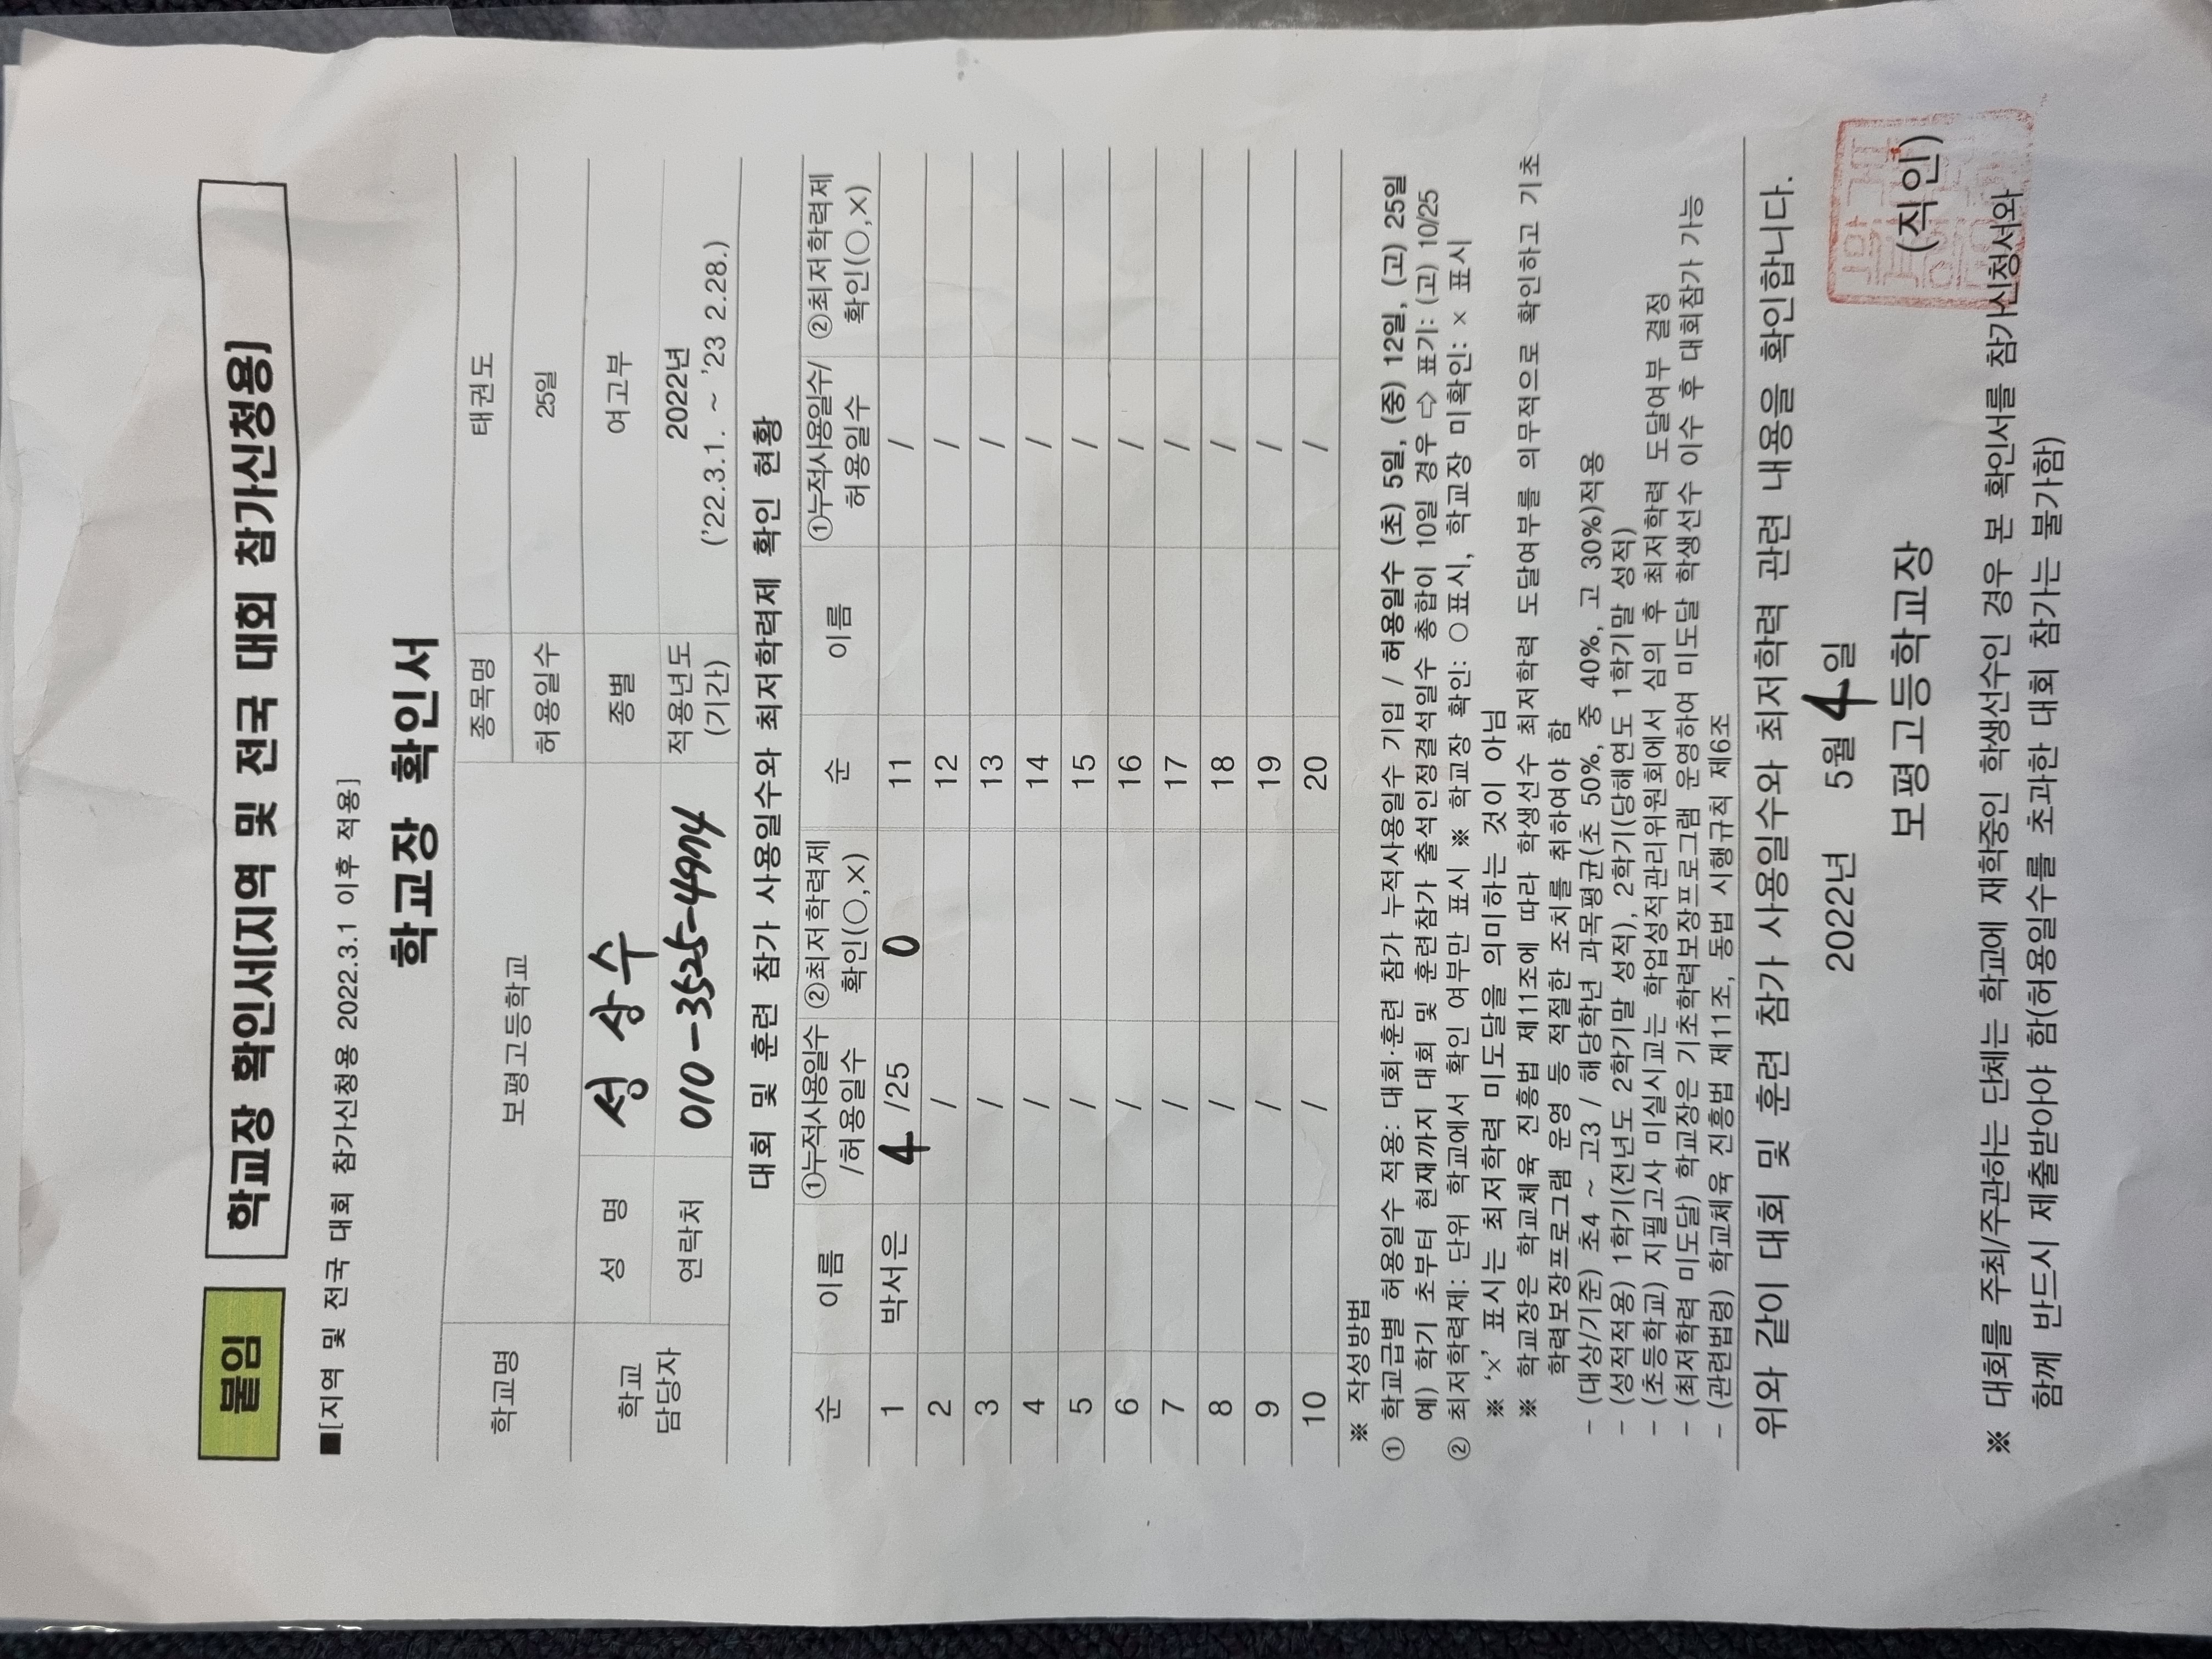 붙임
학교장 확인서[지역 및 전국 대회 참가신청용]
■[지역 및 전국 대회 참가신청용 2022.3.1 이후 적용]
학교장 확인서
학교명 보평고등학교 종목명 태권도
허용일수 25일
학교 담당자 성 명 성상수 종별 여고부
연락처 010-3525-4974 적용년도 (기간) 2022년 ('22.3.1. ~ '23 2.28.)
대회 및 훈련 참가 사용일수와 최저학력제 확인 현황
순 이름 ①누적사용일수 /허용일수 ②최저학력제 확인(○,×) 순 이름 ①누적사용일수/ 허용일수 ②최저학력제 확인(○,×)
1 박서은 4 /25 0 11 /
2 / 12 /
3 / 13 /
4 / 14 /
5 / 15 /
6 / 16 /
7 / 17 /
8 / 18 /
9 / 19 /
10 / 20 /
※ 작성방법
① 학교급별 허용일수 적용: 대회·훈련 참가 누적사용일수 기입 / 허용일수 (초) 5일, (중) 12일, (고) 25일
예) 학기 초부터 현재까지 대회 및 훈련참가 출석인정결석일수 총합이 10일 경우 ⇨ 표기: (고) 10/25
② 최저학력제: 단위 학교에서 확인 여부만 표시 ※ 학교장 확인: ○표시, 학교장 미확인: × 표시
※ '×' 표시는 최저학력 미도달을 의미하는 것이 아님
※ 학교장은 학교체육 진흥법 제11조에 따라 학생선수 최저학력 도달여부를 의무적으로 확인하고 기초
학력보장프로그램 운영 등 적절한 조치를 취하여야 함
- (대상/기준) 초4 ~ 고3 / 해당학년 과목평균(초 50%, 중 40%, 고 30%)적용
- (성적적용) 1학기(전년도 2학기말 성적), 2학기(당해연도 1학기말 성적)
- (초등학교) 지필고사 미실시교는 학업성적관리위원회에서 심의 후 최저학력 도달여부 결정
- (최저학력 미도달) 학교장은 기초학력보장프로그램 운영하여 미도달 학생선수 이수 후 대회참가 가능
- (관련법령) 학교체육 진흥법 제11조, 동법 시행규칙 제6조
위와 같이 대회 및 훈련 참가 사용일수와 최저학력 관련 내용을 확인합니다.
2022년 5월 4일
보평고등학교장 (직인)
※ 대회를 주최/주관하는 단체는 학교에 재학중인 학생선수인 경우 본 확인서를 참가신청서와
함께 반드시 제출받아야 함(허용일수를 초과한 대회 참가는 불가함)